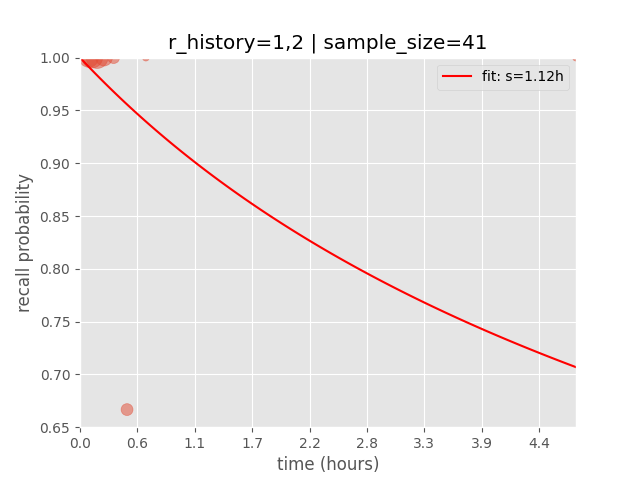 r_history=1,2 | sample_size=41
fit: s=1.12h
1.00
0.95
0.90
0.85
0.80
0.75
0.70
0.65
recall probability
0.0 0.6 1.1 1.7 2.2 2.8 3.3 3.9 4.4
time (hours)